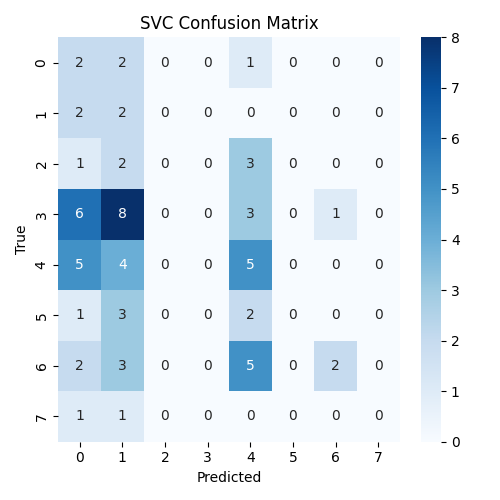 SVC Confusion Matrix
0 2 2 0 0 1 0 0 0
1 2 2 0 0 0 0 0 0
2 1 2 0 0 3 0 0 0
3 6 8 0 0 3 0 1 0
4 5 4 0 0 5 0 0 0
5 1 3 0 0 2 0 0 0
6 2 3 0 0 5 0 2 0
7 1 1 0 0 0 0 0 0
0 1 2 3 4 5 6 7
True
Predicted
8
7
6
5
4
3
2
1
0